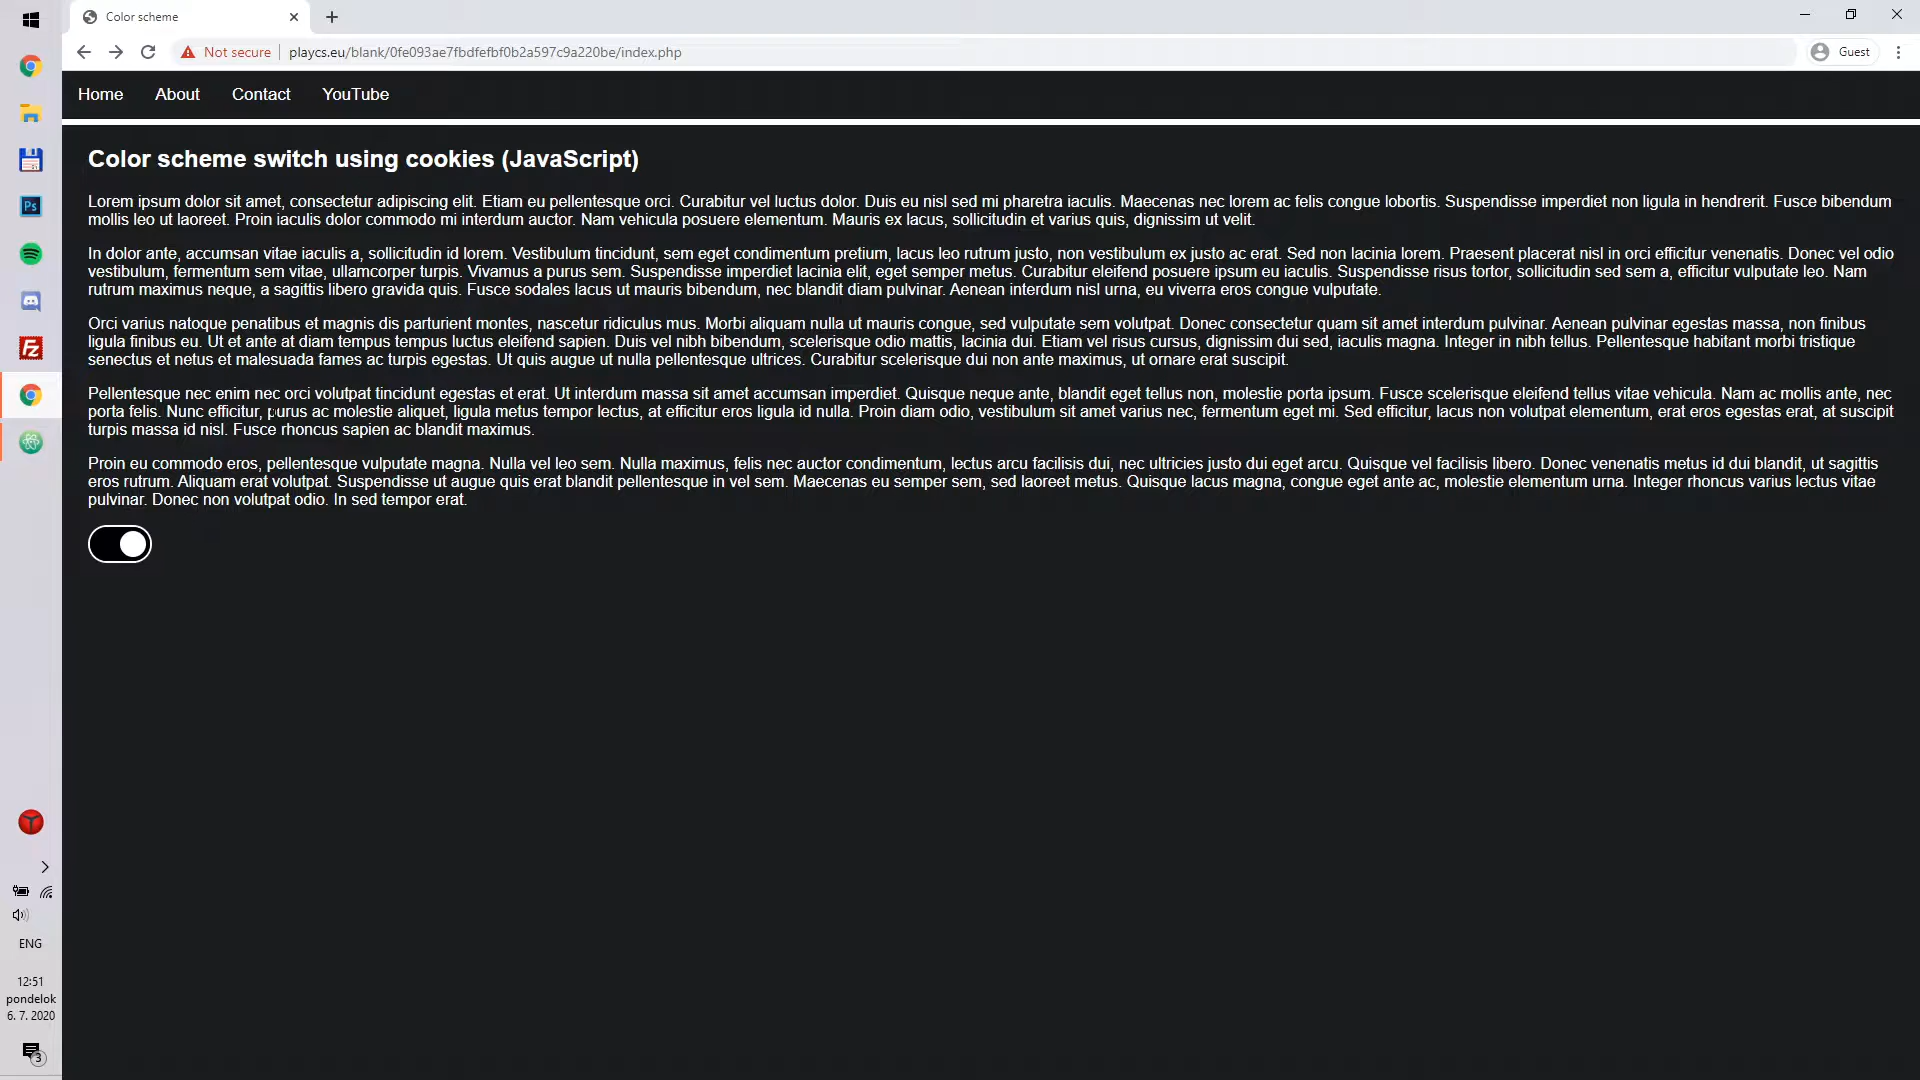 Color scheme
Not secure
playcs.eu/blank/0fe093ae7fbdfefbf0b2a597c9a220be/index.php
Guest
Home
About
Contact
YouTube
Color scheme switch using cookies (JavaScript)
Lorem ipsum dolor sit amet, consectetur adipiscing elit. Etiam eu pellentesque orci. Curabitur vel luctus dolor. Duis eu nisl sed mi pharetra iaculis. Maecenas nec lorem ac felis congue lobortis. Suspendisse imperdiet non ligula in hendrerit. Fusce bibendum
mollis leo ut laoreet. Proin iaculis dolor commodo mi interdum auctor. Nam vehicula posuere elementum. Mauris ex lacus, sollicitudin et varius quis, dignissim ut velit.
In dolor ante, accumsan vitae iaculis a, sollicitudin id lorem. Vestibulum tincidunt, sem eget condimentum pretium, lacus leo rutrum justo, non vestibulum ex justo ac erat. Sed non lacinia lorem. Praesent placerat nisl in orci efficitur venenatis. Donec vel odio
vestibulum, fermentum sem vitae, ullamcorper turpis. Vivamus a purus sem. Suspendisse imperdiet lacinia elit, eget semper metus. Curabitur eleifend posuere ipsum eu iaculis. Suspendisse risus tortor, sollicitudin sed sem a, efficitur vulputate leo. Nam
rutrum maximus neque, a sagittis libero gravida quis. Fusce sodales lacus ut mauris bibendum, nec blandit diam pulvinar. Aenean interdum nisl urna, eu viverra eros congue vulputate.
Orci varius natoque penatibus et magnis dis parturient montes, nascetur ridiculus mus. Morbi aliquam nulla ut mauris congue, sed vulputate sem volutpat. Donec consectetur quam sit amet interdum pulvinar. Aenean pulvinar egestas massa, non finibus
ligula finibus eu. Ut et ante at diam tempus tempus luctus eleifend sapien. Duis vel nibh bibendum, scelerisque odio mattis, lacinia dui. Etiam vel risus cursus, dignissim dui sed, iaculis magna. Integer in nibh tellus. Pellentesque habitant morbi tristique
senectus et netus et malesuada fames ac turpis egestas. Ut quis augue ut nulla pellentesque ultrices. Curabitur scelerisque dui non ante maximus, ut ornare erat suscipit.
Pellentesque nec enim nec orci volutpat tincidunt egestas et erat. Ut interdum massa sit amet accumsan imperdiet. Quisque neque ante, blandit eget tellus non, molestie porta ipsum. Fusce scelerisque eleifend tellus vitae vehicula. Nam ac mollis ante, nec
porta felis. Nunc efficitur, purus ac molestie aliquet, ligula metus tempor lectus, at efficitur eros ligula id nulla. Proin diam odio, vestibulum sit amet varius nec, fermentum eget mi. Sed efficitur, lacus non volutpat elementum, erat eros egestas erat, at suscipit
turpis massa id nisl. Fusce rhoncus sapien ac blandit maximus.
Proin eu commodo eros, pellentesque vulputate magna. Nulla vel leo sem. Nulla maximus, felis nec auctor condimentum, lectus arcu facilisis dui, nec ultricies justo dui eget arcu. Quisque vel facilisis libero. Donec venenatis metus id dui blandit, ut sagittis
eros rutrum. Aliquam erat volutpat. Suspendisse ut augue quis erat blandit pellentesque in vel sem. Maecenas eu semper sem, sed laoreet metus. Quisque lacus magna, congue eget ante ac, molestie elementum urna. Integer rhoncus varius lectus vitae
pulvinar. Donec non volutpat odio. In sed tempor erat.
Ps
Fz
ENG
12:51
pondelok
6. 7. 2020
3